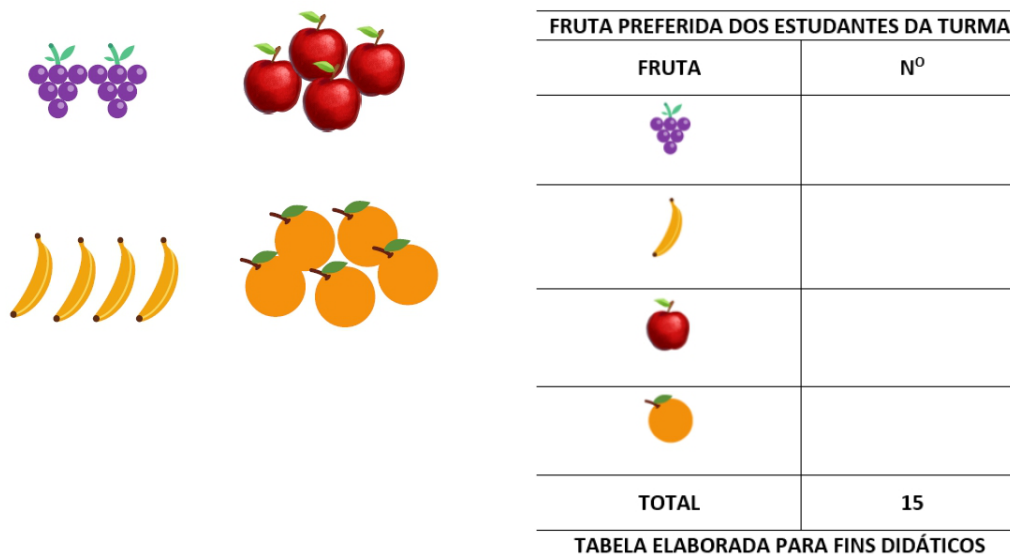 FRUTA PREFERIDA DOS ESTUDANTES DA TURMA
FRUTA Nº
TOTAL 15
TABELA ELABORADA PARA FINS DIDÁTICOS